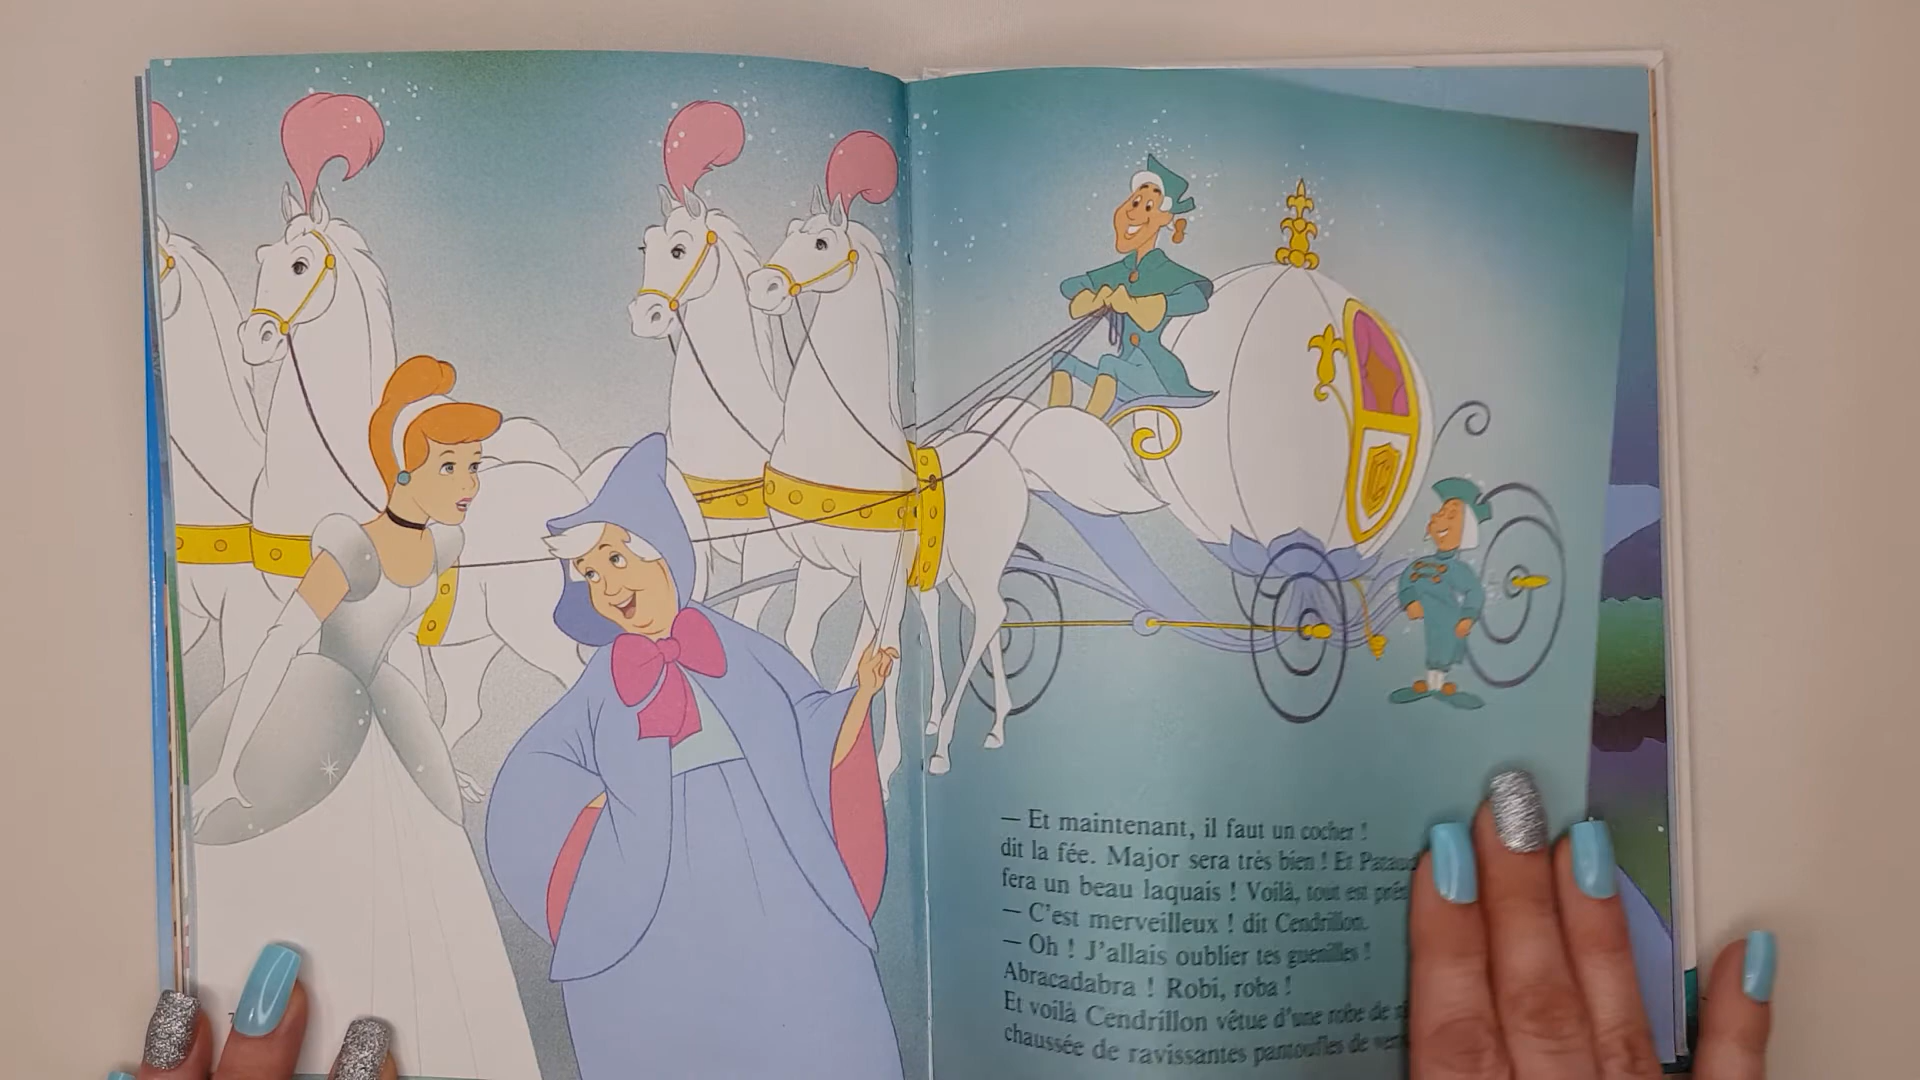 — Et maintenant, il faut un cocher !
dit la fée. Major sera très bien ! Et Pataud
fera un beau laquais ! Voilà, tout est prêt
— C'est merveilleux ! dit Cendrillon.
— Oh ! J'allais oublier tes guenilles !
Abracadabra ! Robi, roba !
Et voilà Cendrillon vêtue d'une robe de
chaussée de ravissantes pantoufles de